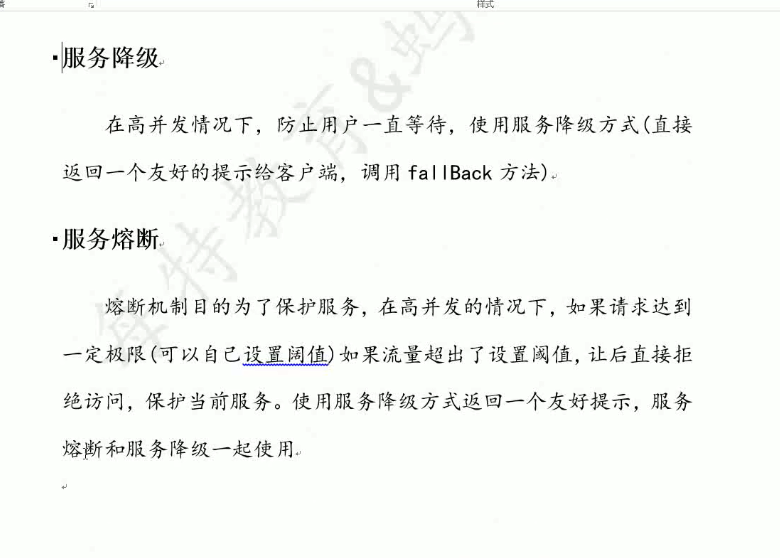 样式
服务降级
在高并发情况下，防止用户一直等待，使用服务降级方式(直接
返回一个友好的提示给客户端，调用 fallBack 方法)。
服务熔断
熔断机制目的为了保护服务，在高并发的情况下，如果请求达到
一定极限(可以自己设置阔值)如果流量超出了设置阈值，让后直接拒
绝访问，保护当前服务。使用服务降级方式返回一个友好提示，服务
熔断和服务降级一起使用。
每特教育&蚂